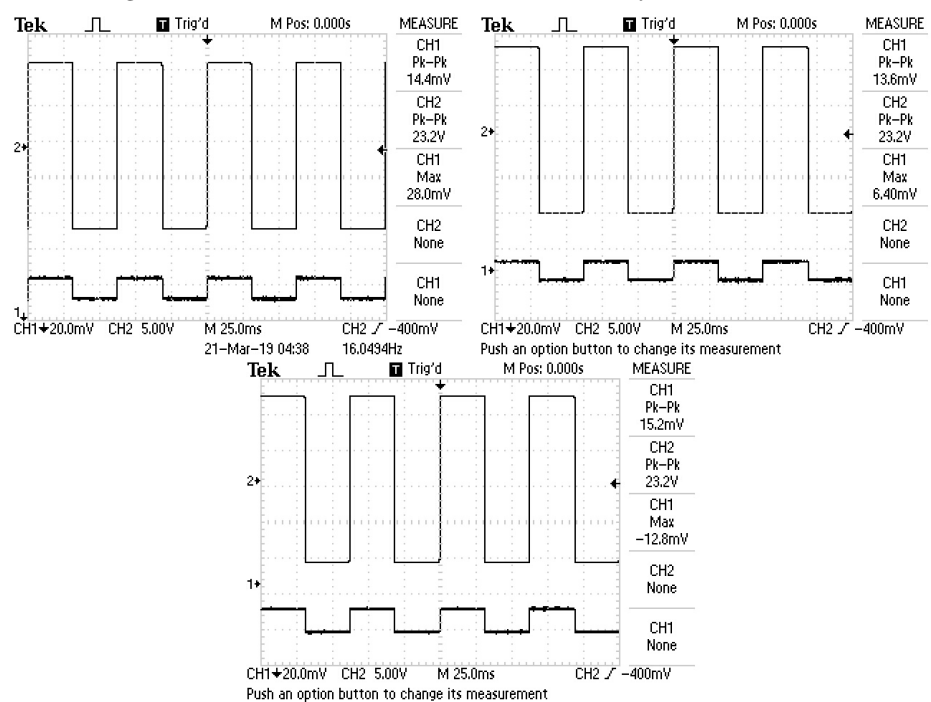 Tek T Trig'd M Pos: 0.000s MEASURE
CH1
Pk-Pk
14.4mV
CH2
Pk-Pk
23.2V
CH1
Max
28.0mV
CH2
None
CH1
None
2
1
CH1 20.0mV CH2 5.00V M 25.0ms CH2 -400mV
21-Mar-19 04:38 16.0494Hz
Tek T Trig'd M Pos: 0.000s MEASURE
CH1
Pk-Pk
13.6mV
CH2
Pk-Pk
23.2V
CH1
Max
6.40mV
CH2
None
CH1
None
2
1
CH1 20.0mV CH2 5.00V M 25.0ms CH2 -400mV
Push an option button to change its measurement
Tek T Trig'd M Pos: 0.000s MEASURE
CH1
Pk-Pk
15.2mV
CH2
Pk-Pk
23.2V
CH1
Max
-12.8mV
CH2
None
CH1
None
2
1
CH1 20.0mV CH2 5.00V M 25.0ms CH2 -400mV
Push an option button to change its measurement